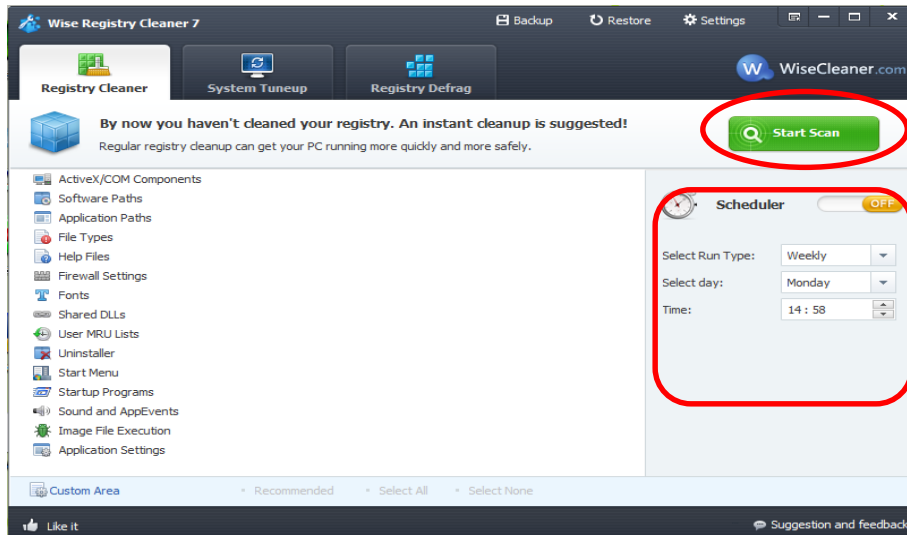 Wise Registry Cleaner 7
Backup
Restore
Settings
Registry Cleaner
System Tuneup
Registry Defrag
W
WiseCleaner.com
By now you haven't cleaned your registry. An instant cleanup is suggested!
Regular registry cleanup can get your PC running more quickly and more safely.
Start Scan
ActiveX/COM Components
Software Paths
Application Paths
File Types
Help Files
Firewall Settings
Fonts
Shared DLLs
User MRU Lists
Uninstaller
Start Menu
Startup Programs
Sound and AppEvents
Image File Execution
Application Settings
Scheduler
OFF
Select Run Type: Weekly
Select day: Monday
Time: 14 : 58
Custom Area
Recommended
Select All
Select None
Like it
Suggestion and feedback